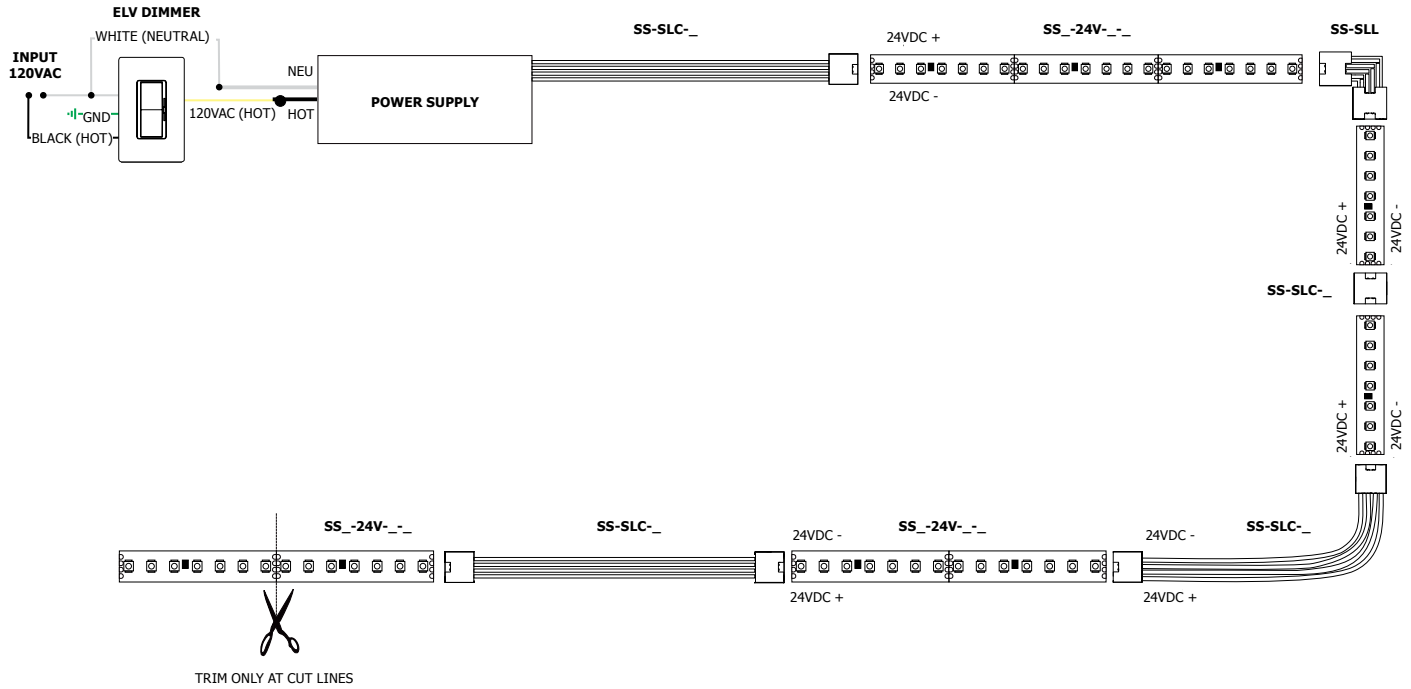 ELV DIMMER
WHITE (NEUTRAL)
INPUT
120VAC
GND
BLACK (HOT)
120VAC (HOT)
NEU
HOT
POWER SUPPLY
SS-SLC-_
24VDC +
24VDC -
SS_-24V-_-_
SS-SLL
24VDC +
24VDC -
SS-SLC-_
24VDC +
24VDC -
SS_-24V-_-_
SS-SLC-_
24VDC -
SS_-24V-_-_
24VDC +
24VDC -
SS-SLC-_
24VDC +
TRIM ONLY AT CUT LINES